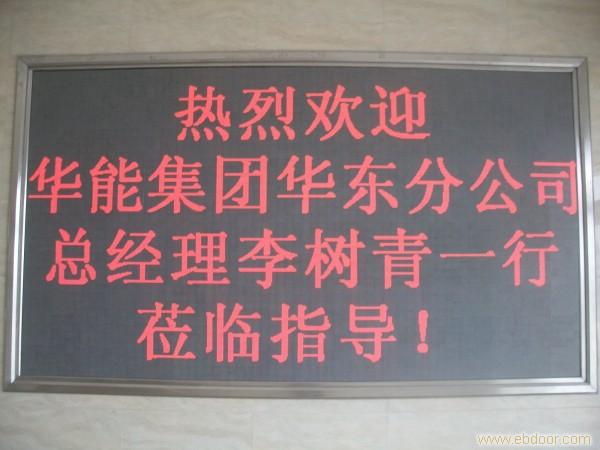 热烈欢迎
华能集团华东分公司
总经理李树青一行
莅临指导！
www.ebdoor.com